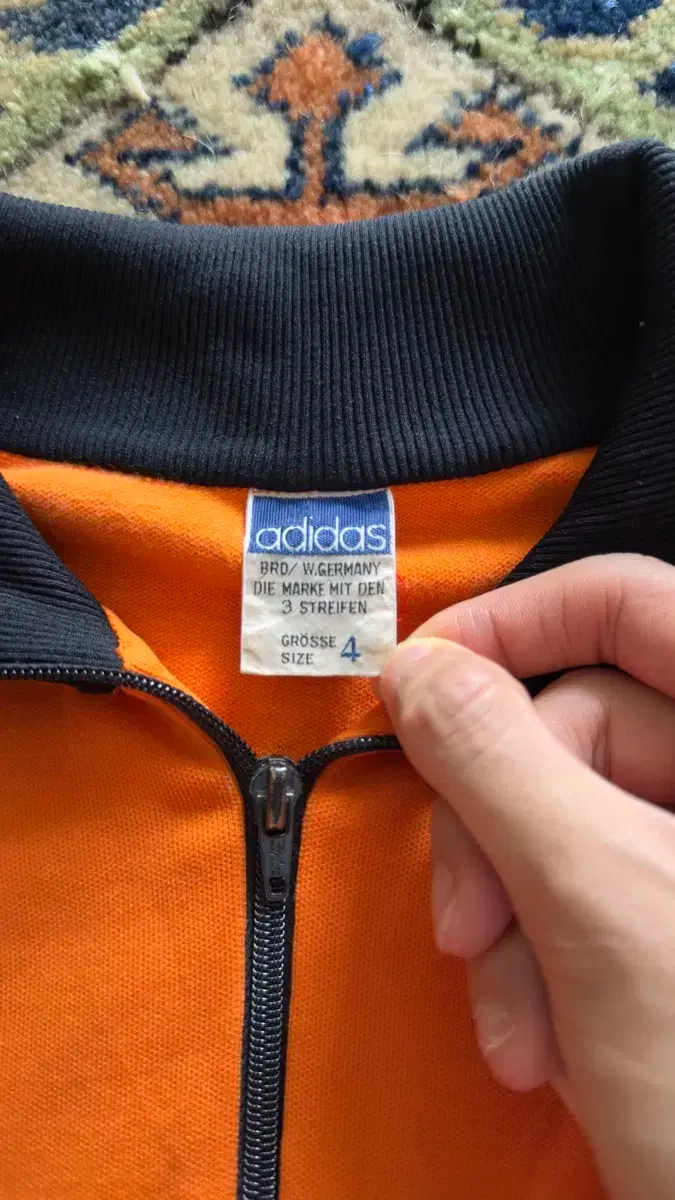 adidas
BRD/ W.GERMANY
DIE MARKE MIT DEN
3 STREIFEN
GRÖSSE 4
SIZE